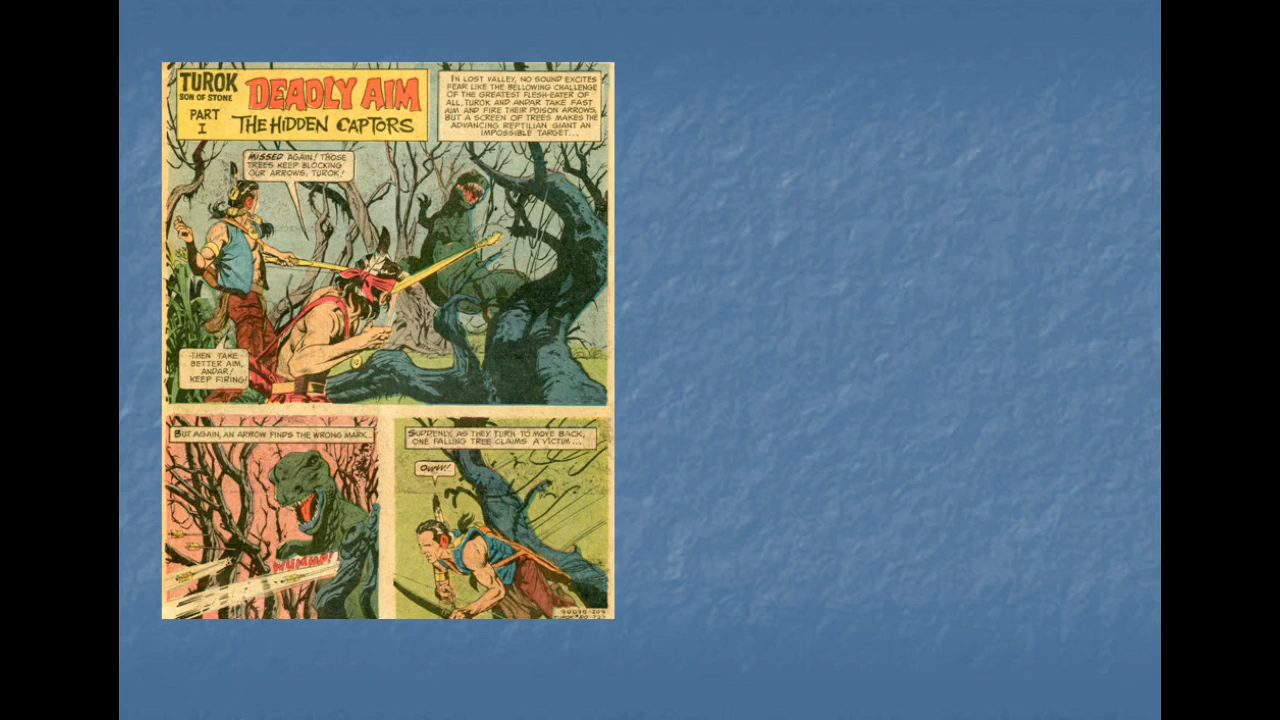 TUROK
SON OF STONE
DEADLY AIM
PART
I
THE HIDDEN CAPTORS
IN LOST VALLEY, NO SOUND EXCITES
FEAR LIKE THE BELLOWING CHALLENGE
OF THE GREATEST FLESH-EATER OF
ALL. TUROK AND ANDAR TAKE FAST
AIM AND FIRE THEIR POISON ARROWS,
BUT A SCREEN OF TREES MAKES THE
ADVANCING REPTILIAN GIANT AN
IMPOSSIBLE TARGET...
MISSED AGAIN! THOSE
TREES KEEP BLOCKING
OUR ARROWS, TUROK!
THEN TAKE
BETTER AIM,
ANDAR!
KEEP FIRING!
BUT AGAIN, AN ARROW FINDS THE WRONG MARK.
WUMMP!
SUDDENLY, AS THEY TURN TO MOVE BACK,
ONE FALLING TREE CLAIMS A VICTIM...
OWW!